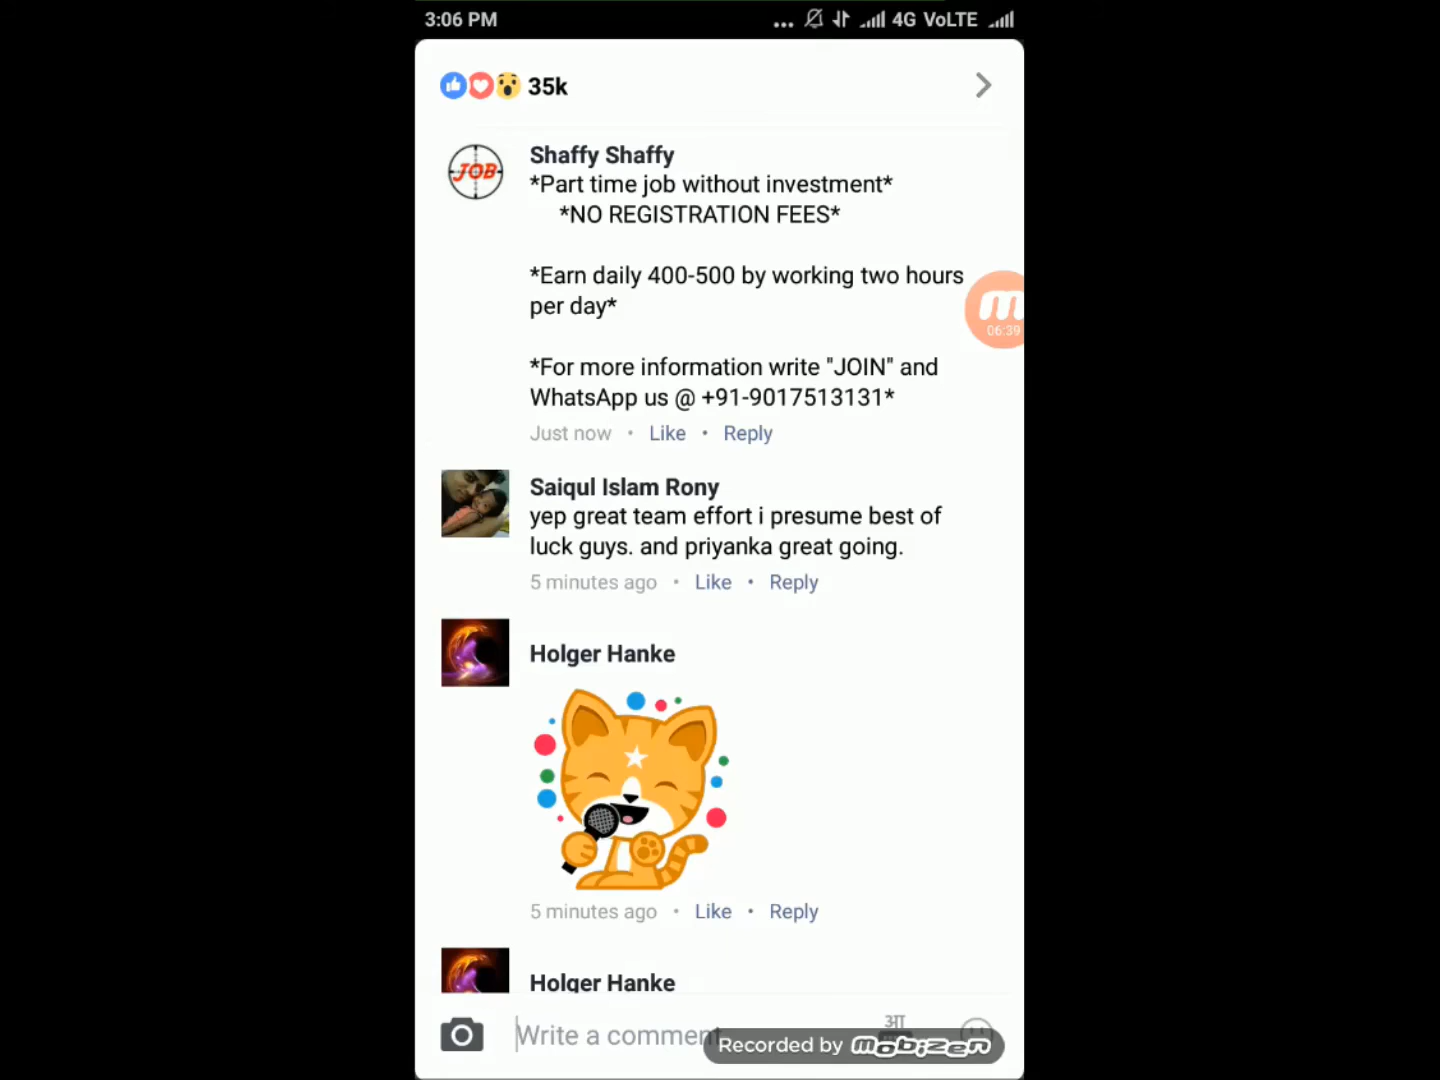 3:06 PM
... 4G VoLTE
35k
JOB
Shaffy Shaffy
*Part time job without investment*
*NO REGISTRATION FEES*
*Earn daily 400-500 by working two hours
per day*
06:39
*For more information write "JOIN" and
WhatsApp us @ +91-9017513131*
Just now • Like • Reply
Saiqul Islam Rony
yep great team effort i presume best of
luck guys. and priyanka great going.
5 minutes ago • Like • Reply
Holger Hanke
5 minutes ago • Like • Reply
Holger Hanke
Write a comment
आ
Recorded by mobizen